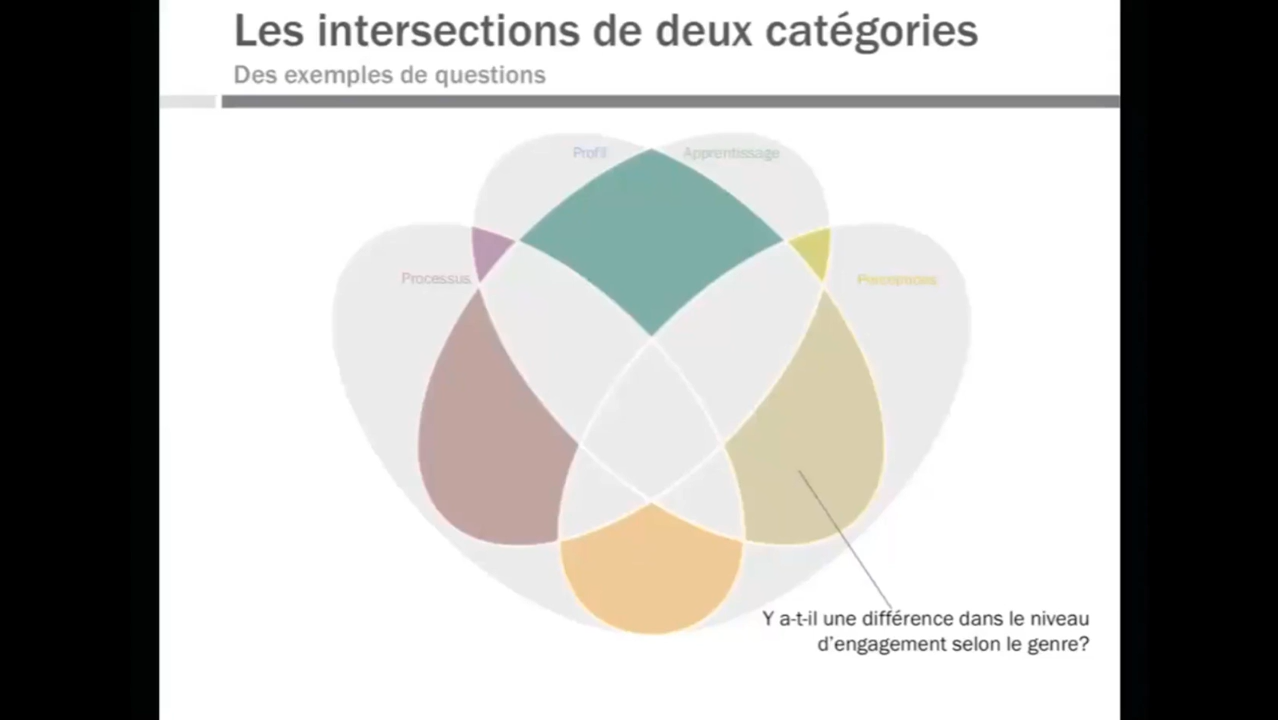 Les intersections de deux catégories
Des exemples de questions
Profil
Apprentissage
Processus
Perceptions
Y a-t-il une différence dans le niveau
d'engagement selon le genre?